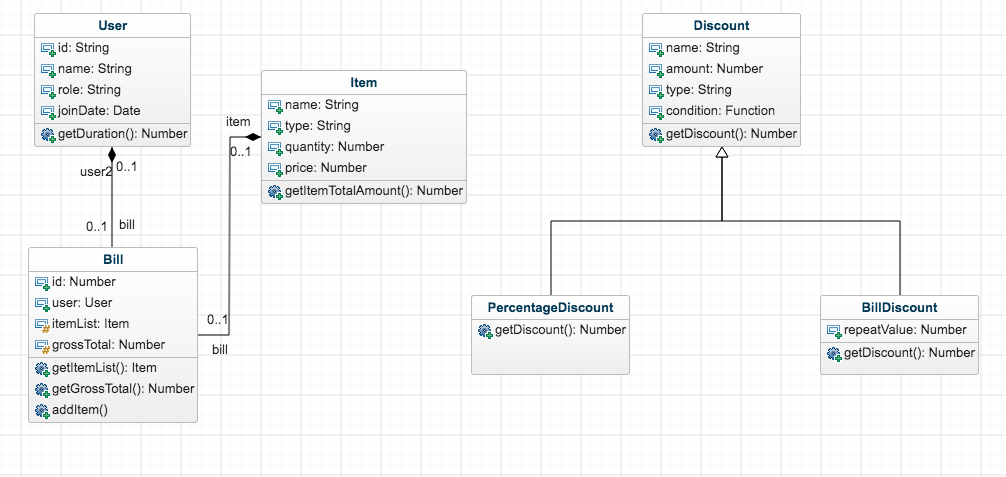 User
id: String
name: String
role: String
joinDate: Date
getDuration(): Number
user2
0..1
0..1
bill
Bill
id: Number
user: User
itemList: Item
grossTotal: Number
getItemList(): Item
getGrossTotal(): Number
addItem()
item
0..1
0..1
bill
Item
name: String
type: String
quantity: Number
price: Number
getItemTotalAmount(): Number
Discount
name: String
amount: Number
type: String
condition: Function
getDiscount(): Number
PercentageDiscount
getDiscount(): Number
BillDiscount
repeatValue: Number
getDiscount(): Number